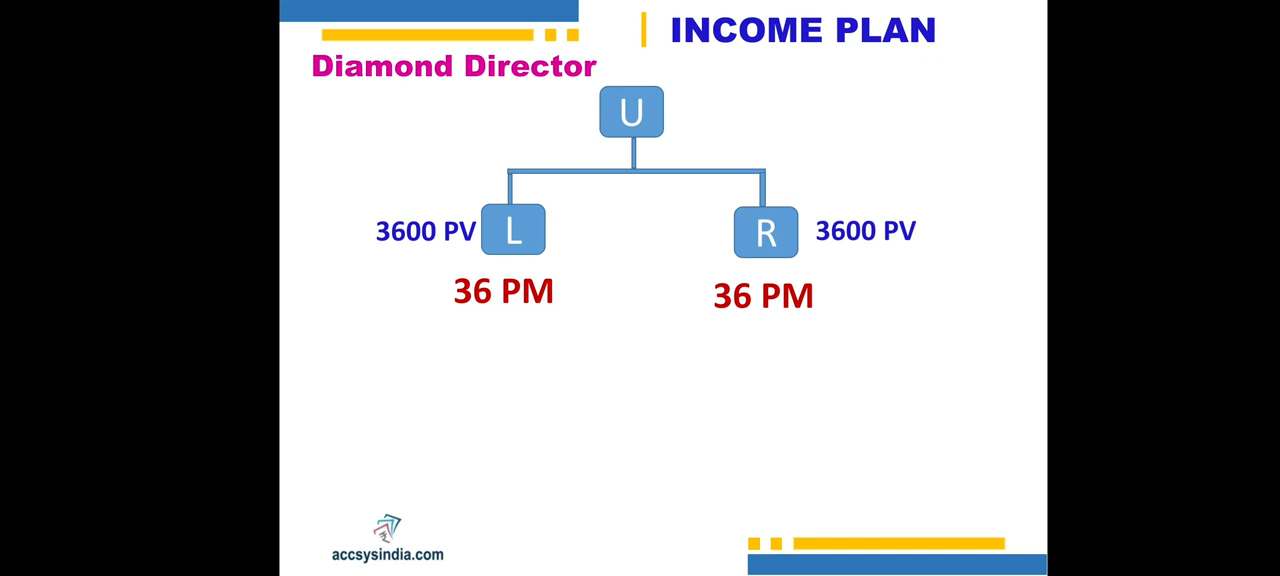 INCOME PLAN
Diamond Director
U
3600 PV
L
R
3600 PV
36 PM
36 PM
accsysindia.com